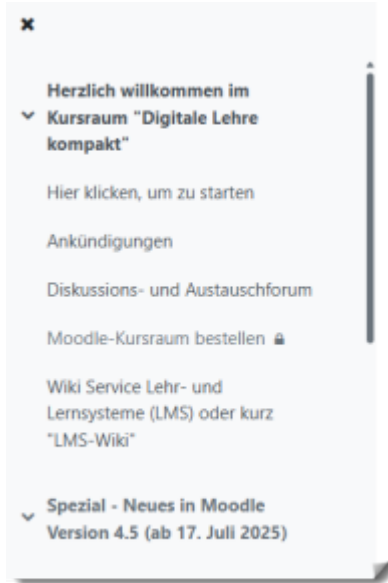 Herzlich willkommen im
Kursraum "Digitale Lehre
kompakt"
Hier klicken, um zu starten
Ankündigungen
Diskussions- und Austauschforum
Moodle-Kursraum bestellen
Wiki Service Lehr- und
Lernsysteme (LMS) oder kurz
"LMS-Wiki"
Spezial - Neues in Moodle
Version 4.5 (ab 17. Juli 2025)